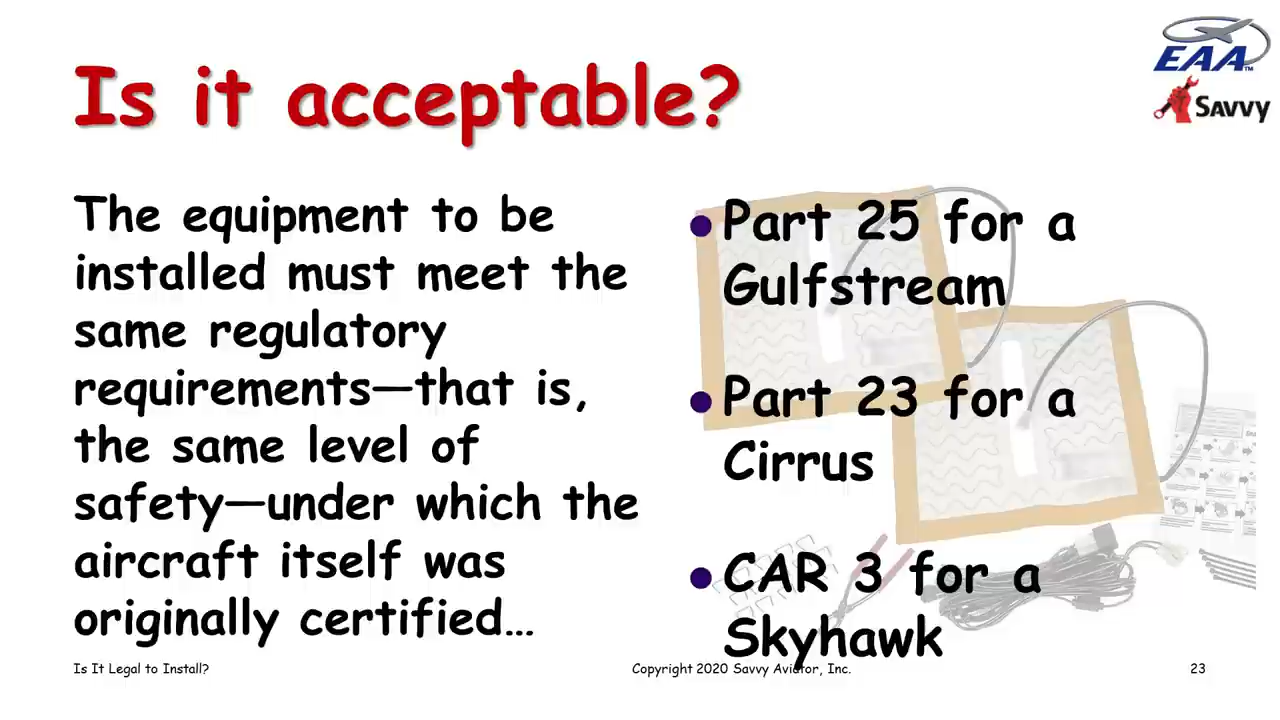 EAA™
Savvy
Is it acceptable?
The equipment to be
installed must meet the
same regulatory
requirements—that is,
the same level of
safety—under which the
aircraft itself was
originally certified…
•Part 25 for a
Gulfstream
•Part 23 for a
Cirrus
•CAR 3 for a
Skyhawk
Is It Legal to Install?
Copyright 2020 Savvy Aviator, Inc.
23